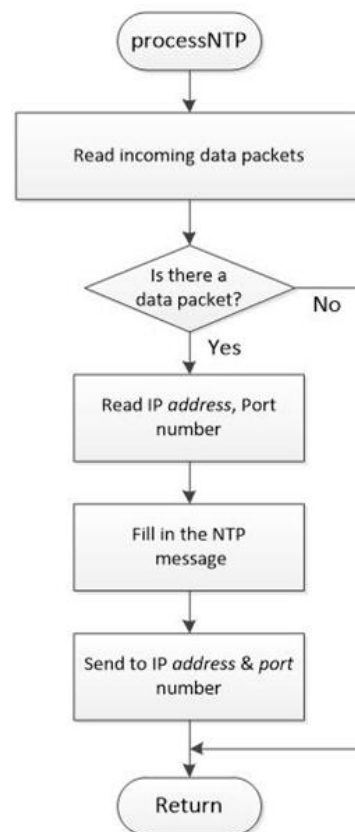 processNTP
Read incoming data packets
Is there a
data packet?
No
Yes
Read IP address, Port
number
Fill in the NTP
message
Send to IP address & port
number
Return